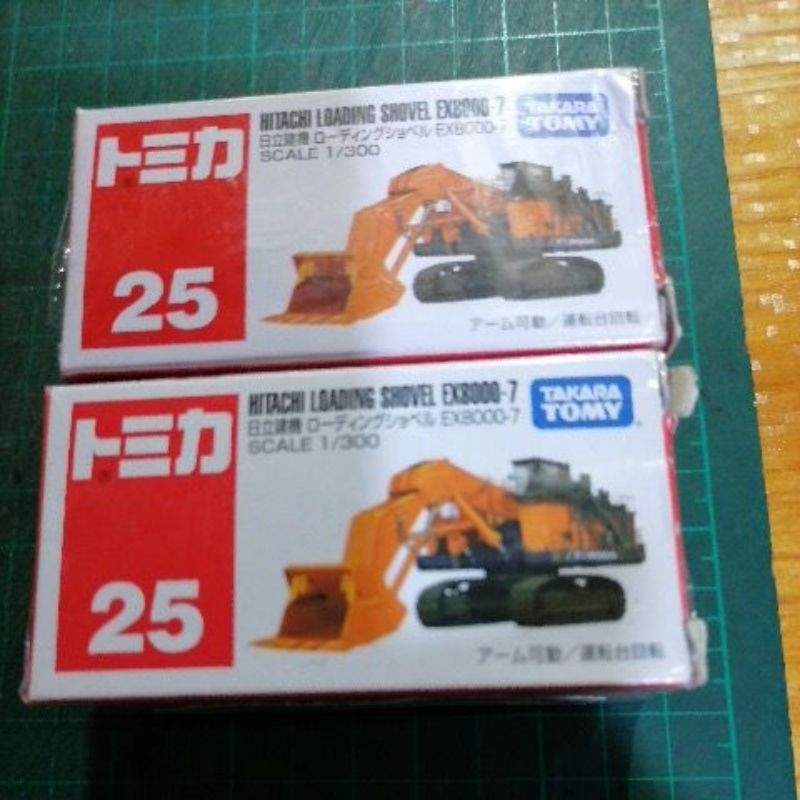 トミカ
25
HITACHI LOADING SHOVEL EX8000-7
日立建機 ローディングショベル EX8000-7
SCALE 1/300
TAKARA
TOMY
アーム可動/運転台回転
トミカ
25
HITACHI LOADING SHOVEL EX8000-7
日立建機 ローディングショベル EX8000-7
SCALE 1/300
TAKARA
TOMY
アーム可動/運転台回転